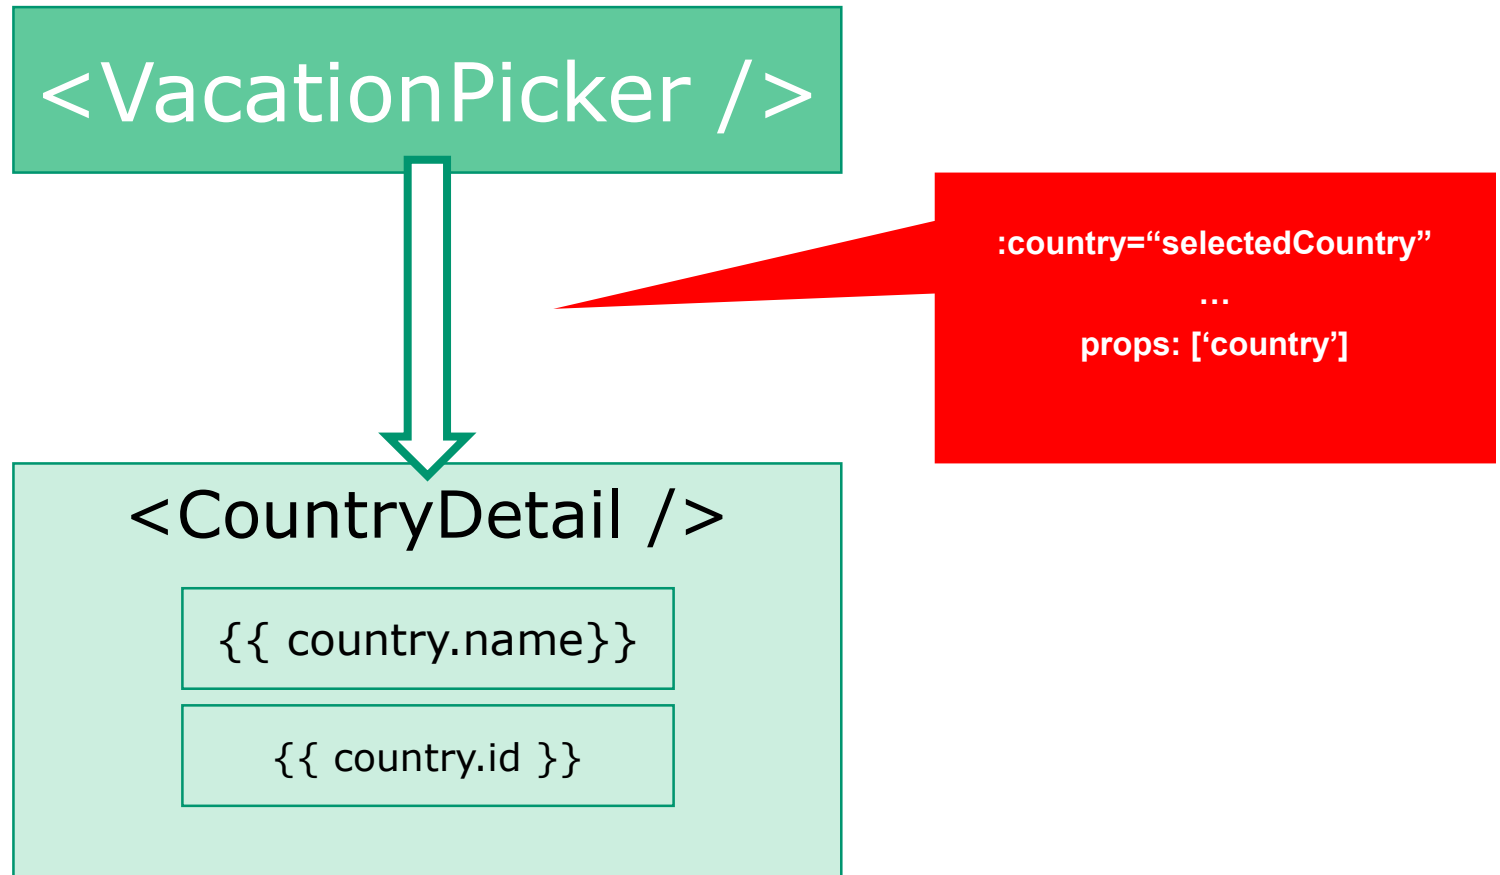 <VacationPicker />
:country=“selectedCountry”
…
props: [‘country’]
<CountryDetail />
{{ country.name}}
{{ country.id }}